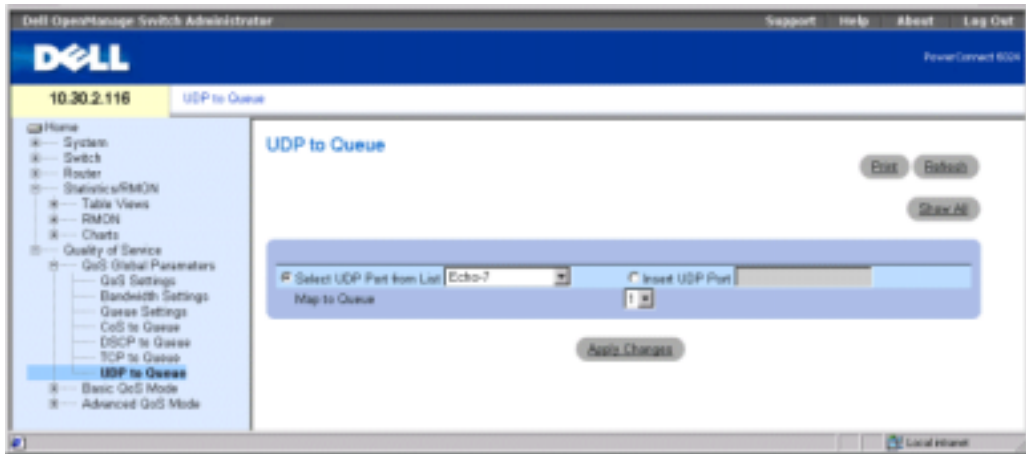 Dell OpenManage Switch Administrator
Support Help About Log Out
DELL
PowerConnect 6024
10.30.2.116
UDP to Queue
Home
System
Switch
Router
Statistics/RMON
Table Views
RMON
Charts
Quality of Service
QoS Global Parameters
QoS Settings
Bandwidth Settings
Queue Settings
CoS to Queue
DSCP to Queue
TCP to Queue
UDP to Queue
Basic QoS Mode
Advanced QoS Mode
UDP to Queue
Print Refresh
Show All
Select UDP Port from List Echo-7 Insert UDP Port
Map to Queue 1
Apply Changes
Local intranet